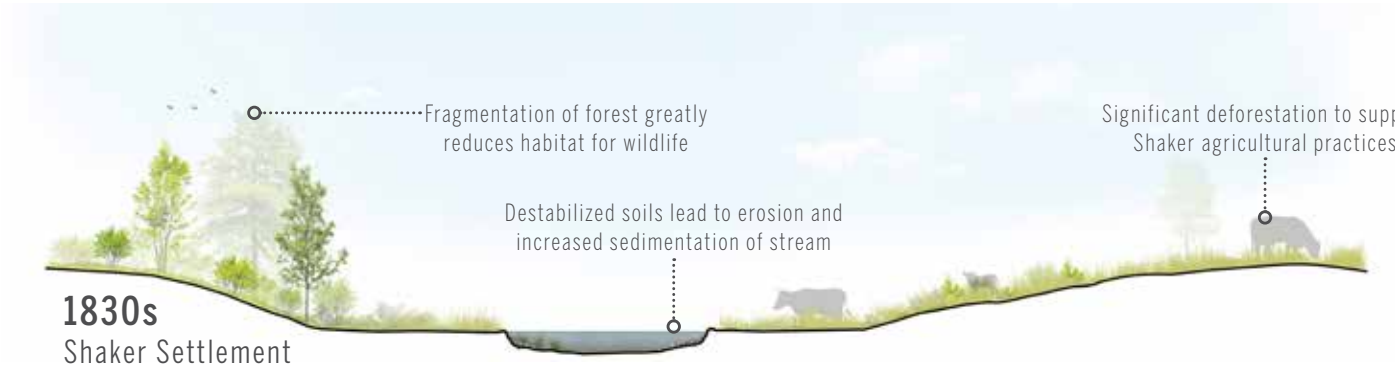 Fragmentation of forest greatly
reduces habitat for wildlife
Significant deforestation to supp
Shaker agricultural practices
Destabilized soils lead to erosion and
increased sedimentation of stream
1830s
Shaker Settlement